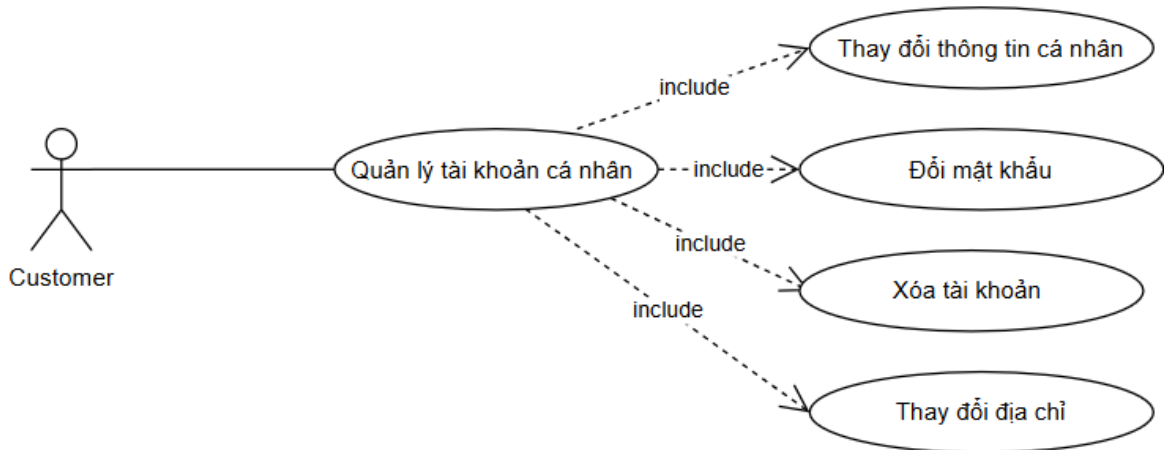 Thay đổi thông tin cá nhân
include
Quản lý tài khoản cá nhân
include
Đổi mật khẩu
include
Customer
Xóa tài khoản
include
Thay đổi địa chỉ